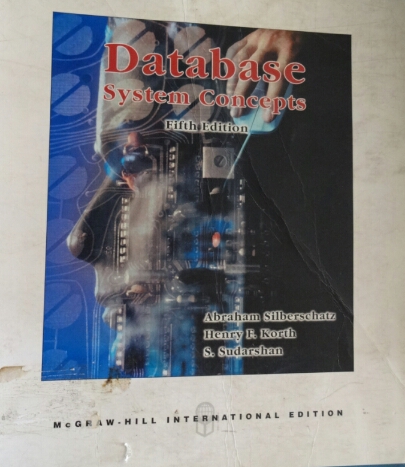 Database
System Concepts
Fifth Edition
Abraham Silberschatz
Henry F. Korth
S. Sudarshan
McGRAW-HILL INTERNATIONAL EDITION